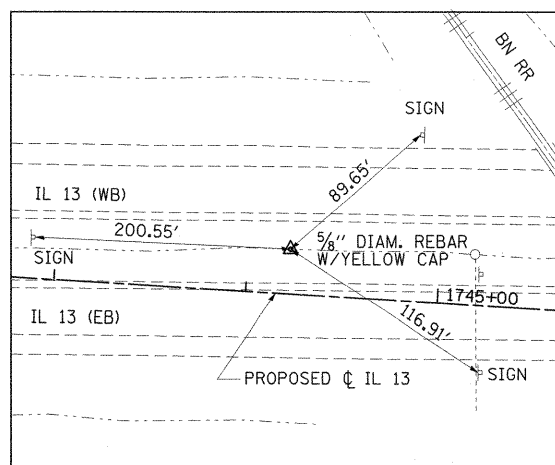 BN RR
SIGN
89.65'
IL 13 (WB)
200.55'
5/8" DIAM. REBAR
W/YELLOW CAP
SIGN
1745+00
IL 13 (EB)
116.91'
PROPOSED ℄ IL 13
SIGN